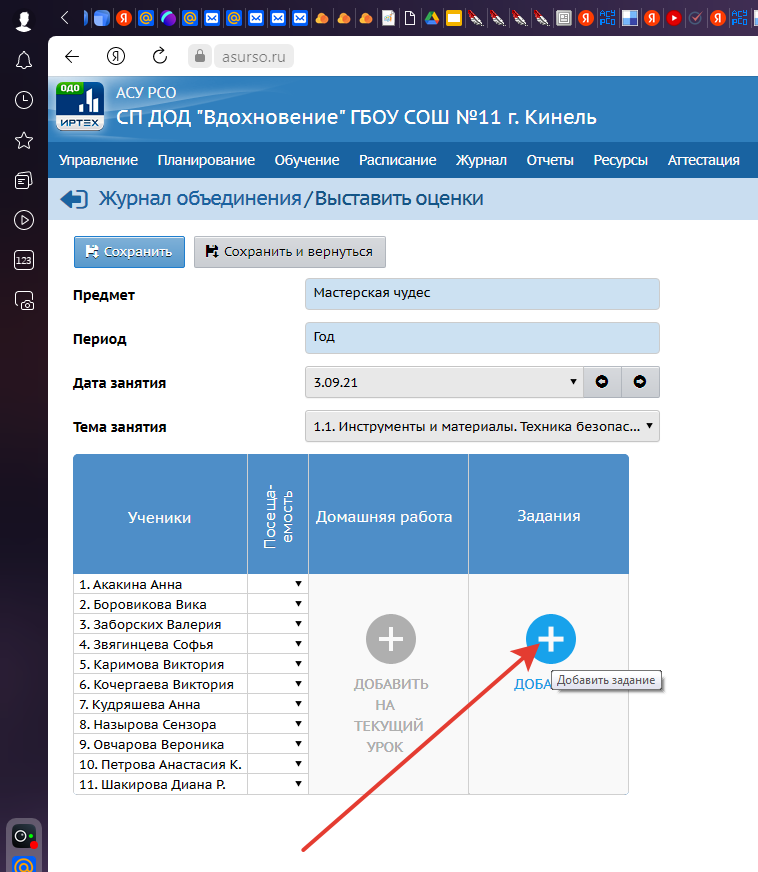 asurso.ru
ОДО
ИРТЕХ
АСУ РСО
СП ДОД "Вдохновение" ГБОУ СОШ №11 г. Кинель
Управление Планирование Обучение Расписание Журнал Отчеты Ресурсы Аттестация
Журнал объединения/Выставить оценки
Сохранить Сохранить и вернуться
Предмет Мастерская чудес
Период Год
Дата занятия 3.09.21
Тема занятия 1.1. Инструменты и материалы. Техника безопас...
Ученики Посеща-емость Домашняя работа Задания
1. Акакина Анна
2. Боровикова Вика
3. Заборских Валерия
4. Звягинцева Софья
5. Каримова Виктория
6. Кочергаева Виктория
7. Кудряшева Анна
8. Назырова Сензора
9. Овчарова Вероника
10. Петрова Анастасия К.
11. Шакирова Диана Р.
ДОБАВИТЬ
НА
ТЕКУЩИЙ
УРОК
ДОБА
Добавить задание
123